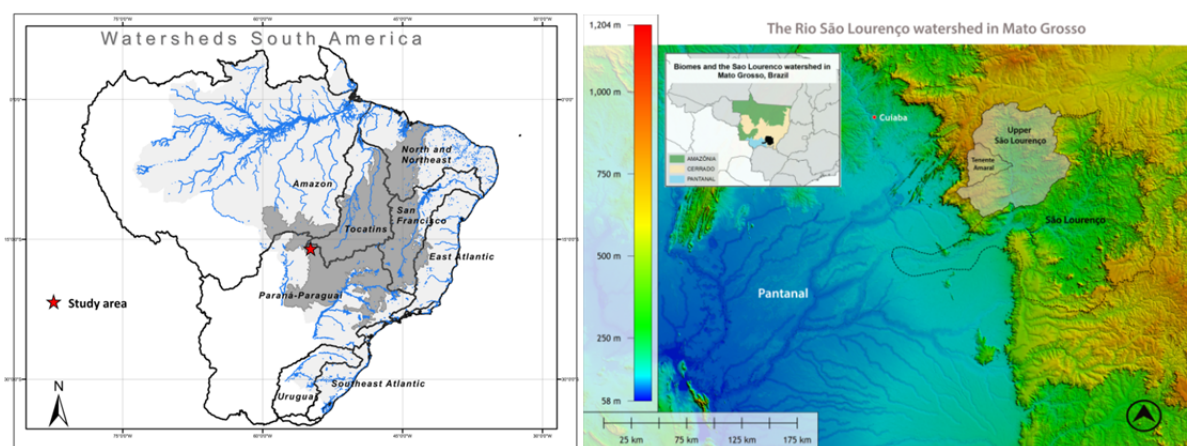 Watersheds South America
North and
Northeast
Amazon
San
Francisco
Tocatins
East Atlantic
Paraná-Paraguai
Study area
Southeast Atlantic
Uruguai
N
The Rio São Lourenço watershed in Mato Grosso
1,204 m
1,000 m
750 m
500 m
250 m
58 m
Biomes and the Sao Lourenco watershed in
Mato Grosso, Brazil
AMAZÔNIA
CERRADO
PANTANAL
Cuiaba
Upper
São Lourenço
Tenente
Amaral
São Lourenço
Pantanal
25 km
75 km
125 km
175 km